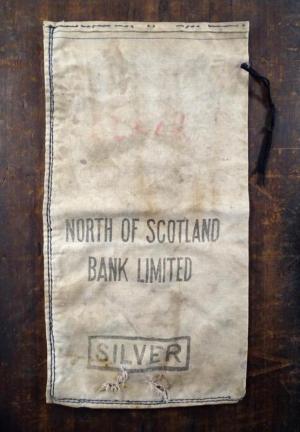 NORTH OF SCOTLAND
BANK LIMITED
SILVER